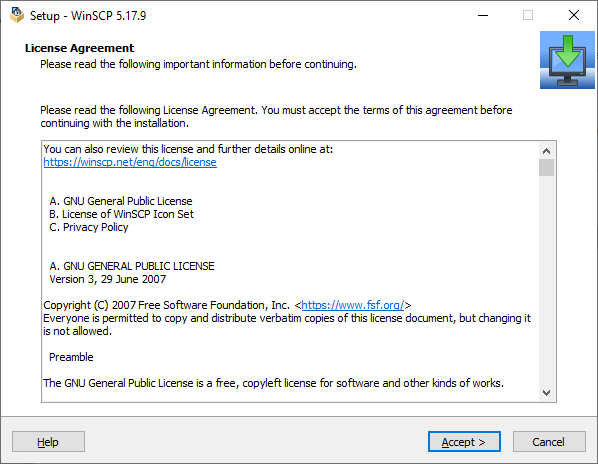 Setup - WinSCP 5.17.9
License Agreement
Please read the following important information before continuing.
Please read the following License Agreement. You must accept the terms of this agreement before
continuing with the installation.
You can also review this license and further details online at:
https://winscp.net/eng/docs/license
A. GNU General Public License
B. License of WinSCP Icon Set
C. Privacy Policy
A. GNU GENERAL PUBLIC LICENSE
Version 3, 29 June 2007
Copyright (C) 2007 Free Software Foundation, Inc. <https://www.fsf.org/>
Everyone is permitted to copy and distribute verbatim copies of this license document, but changing it
is not allowed.
Preamble
The GNU General Public License is a free, copyleft license for software and other kinds of works.
Help
Accept >
Cancel